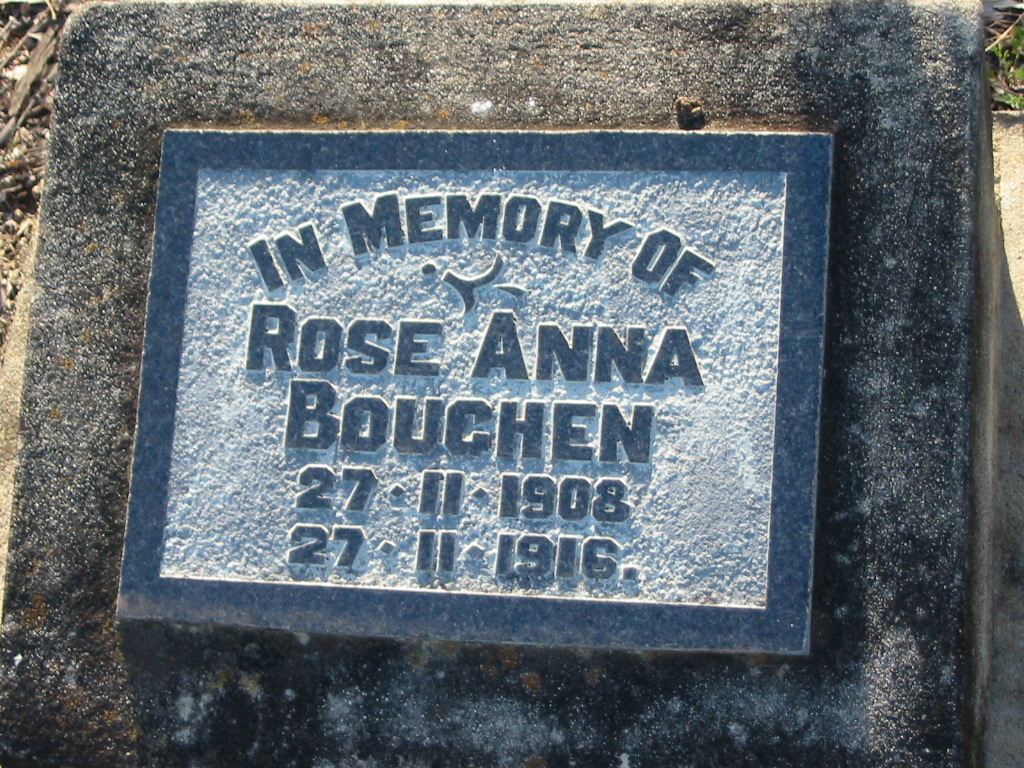 IN MEMORY OF
ROSE ANNA
BOUCHEN
27·11·1908
27·11·1916.